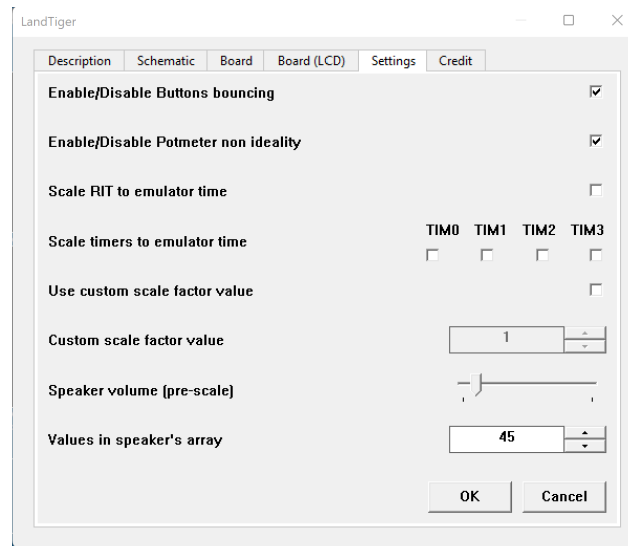 LandTiger
Description Schematic Board Board (LCD) Settings Credit
Enable/Disable Buttons bouncing
Enable/Disable Potmeter non ideality
Scale RIT to emulator time
TIM0 TIM1 TIM2 TIM3
Scale timers to emulator time
Use custom scale factor value
Custom scale factor value 1
Speaker volume (pre-scale)
Values in speaker's array 45
OK Cancel